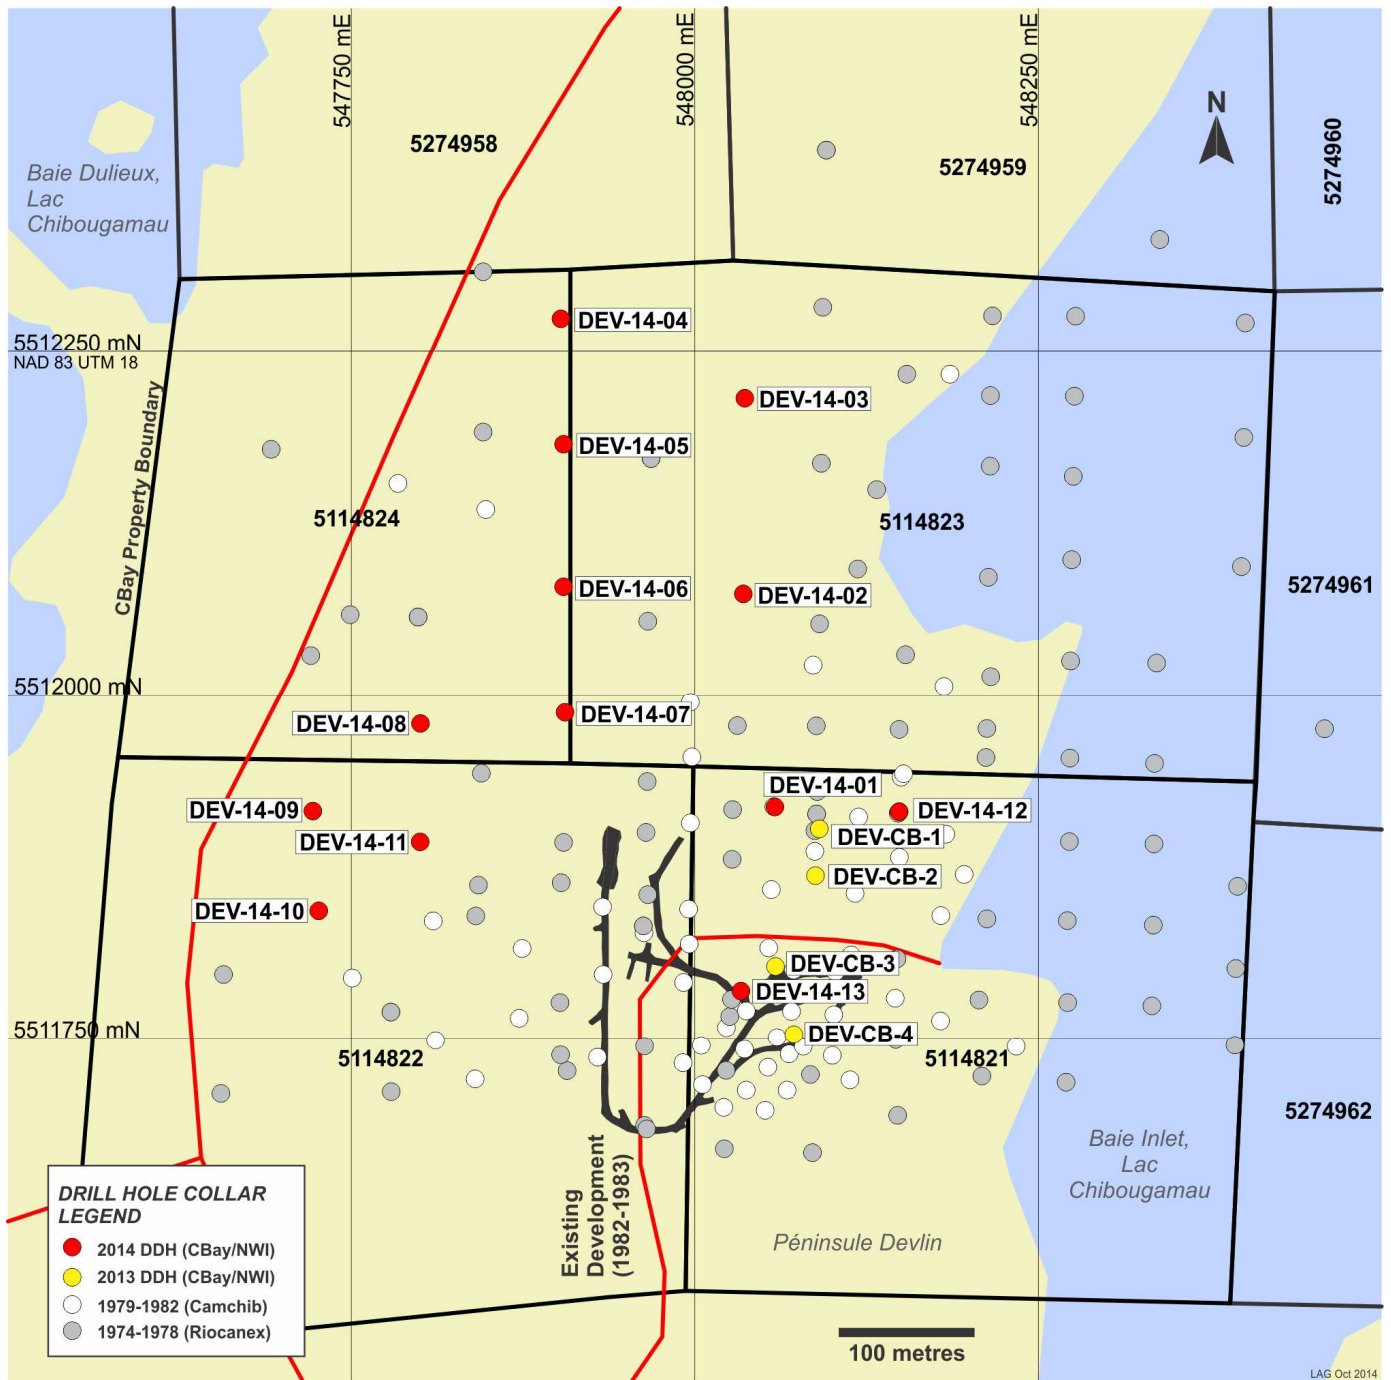 547750 mE
548000 mE
548250 mE
N
5274958
5274959
5274960
Baie Dulieux,
Lac
Chibougamau
DEV-14-04
5512250 mN
NAD 83 UTM 18
DEV-14-03
CBay Property Boundary
DEV-14-05
5114824
5114823
DEV-14-06
DEV-14-02
5274961
5512000 mN
DEV-14-08
DEV-14-07
DEV-14-01
DEV-14-09
DEV-14-12
DEV-14-11
DEV-CB-1
DEV-CB-2
DEV-14-10
DEV-CB-3
DEV-14-13
5511750 mN
DEV-CB-4
5114822
5114821
5274962
Baie Inlet,
Lac
Chibougamau
Existing
Development
(1982-1983)
Péninsule Devlin
DRILL HOLE COLLAR
LEGEND
2014 DDH (CBay/NWI)
2013 DDH (CBay/NWI)
1979-1982 (Camchib)
1974-1978 (Riocanex)
100 metres
LAG Oct 2014